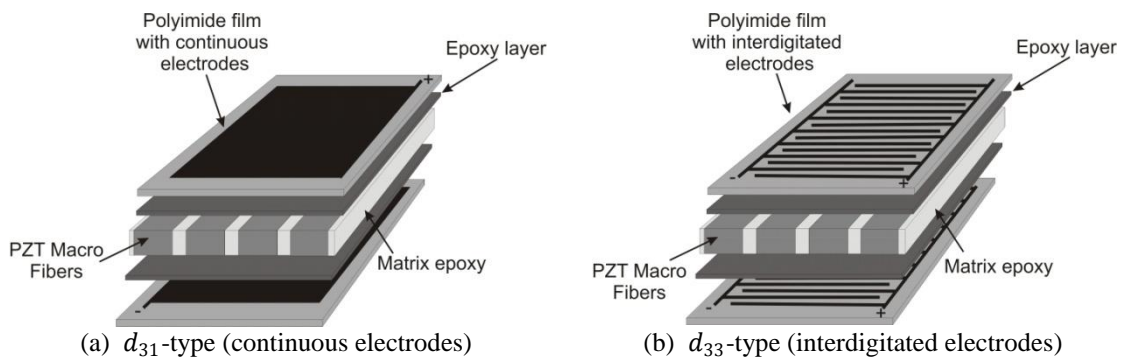 Polyimide film
with continuous
electrodes
Epoxy layer
+
PZT Macro
Fibers
Matrix epoxy
-
(a) d31-type (continuous electrodes)
Polyimide film
with interdigitated
electrodes
Epoxy layer
-
+
PZT Macro
Fibers
Matrix epoxy
-
+
(b) d33-type (interdigitated electrodes)